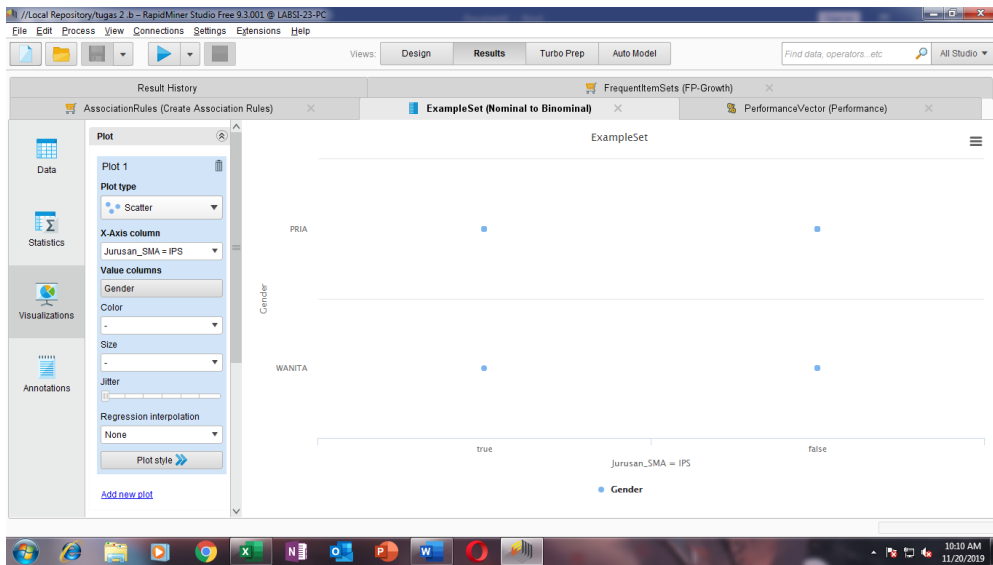 //Local Repository/tugas 2 .b – RapidMiner Studio Free 9.3.001 @ LABSI-23-PC
File Edit Process View Connections Settings Extensions Help
Views: Design Results Turbo Prep Auto Model Find data, operators...etc All Studio
Result History FrequentItemSets (FP-Growth)
AssociationRules (Create Association Rules) ExampleSet (Nominal to Binominal) PerformanceVector (Performance)
Data
Statistics
Visualizations
Annotations
Plot
Plot 1
Plot type
Scatter
X-Axis column
Jurusan_SMA = IPS
Value columns
Gender
Color
-
Size
-
Jitter
Regression interpolation
None
Plot style
Add new plot
ExampleSet
PRIA
Gender
WANITA
true false
Jurusan_SMA = IPS
Gender
10:10 AM
11/20/2019